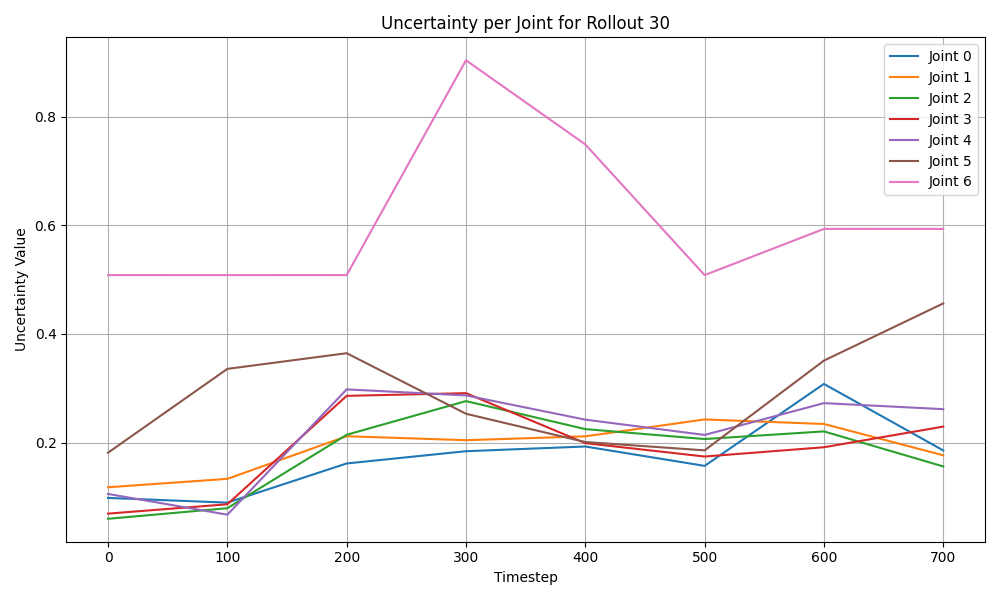 Uncertainty per Joint for Rollout 30
Uncertainty Value
0.8
0.6
0.4
0.2
0 100 200 300 400 500 600 700
Timestep
Joint 0
Joint 1
Joint 2
Joint 3
Joint 4
Joint 5
Joint 6